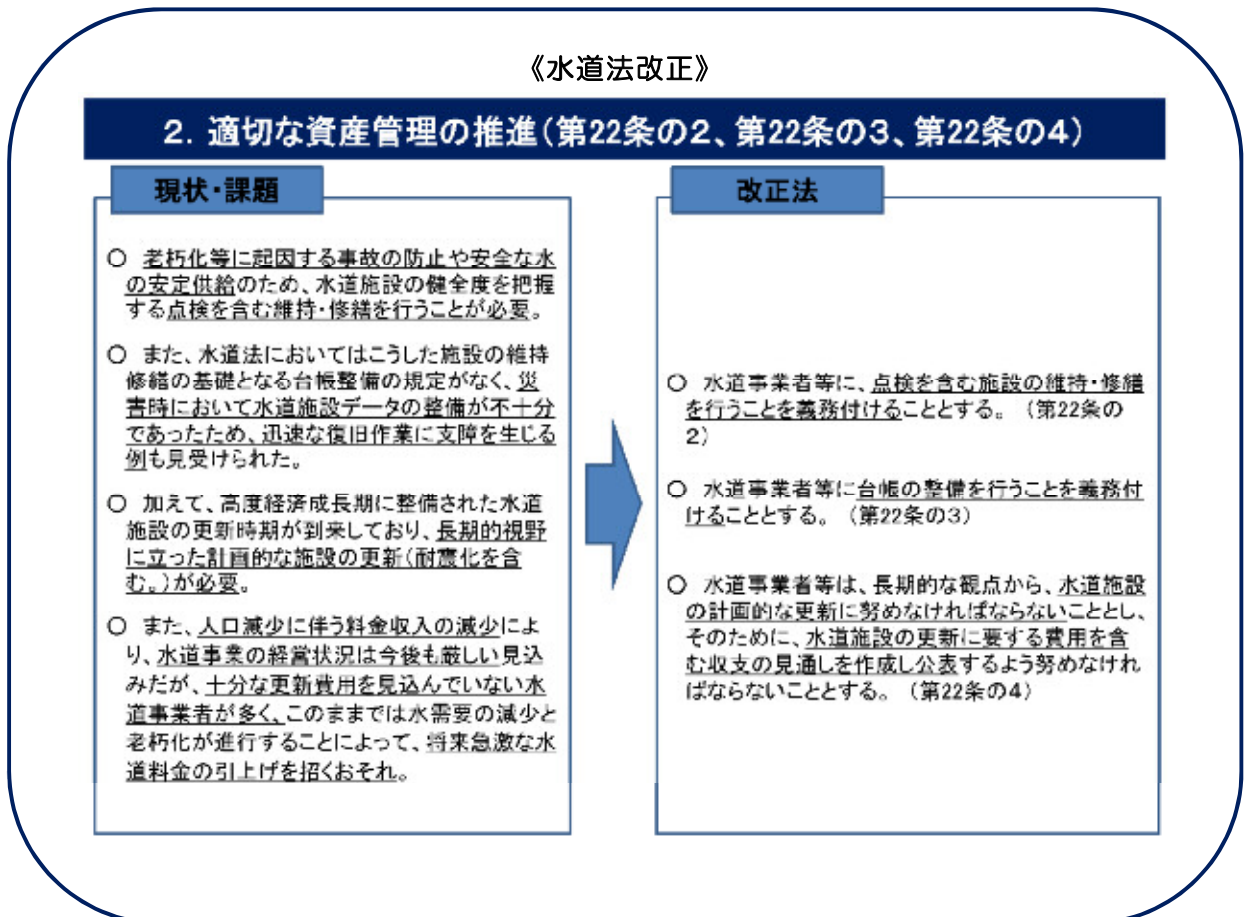 《水道法改正》
2．適切な資産管理の推進（第22条の2、第22条の3、第22条の4）
現状・課題
○ 老朽化等に起因する事故の防止や安全な水
の安定供給のため、水道施設の健全度を把握
する点検を含む維持・修繕を行うことが必要。
○ また、水道法においてはこうした施設の維持
修繕の基礎となる台帳整備の規定がなく、災
害時において水道施設データの整備が不十分
であったため、迅速な復旧作業に支障を生じる
例も見受けられた。
○ 加えて、高度経済成長期に整備された水道
施設の更新時期が到来しており、長期的視野
に立った計画的な施設の更新（耐震化を含
む。）が必要。
○ また、人口減少に伴う料金収入の減少によ
り、水道事業の経営状況は今後も厳しい見込
みだが、十分な更新費用を見込んでいない水
道事業者が多く、このままでは水需要の減少と
老朽化が進行することによって、将来急激な水
道料金の引上げを招くおそれ。
改正法
○ 水道事業者等に、点検を含む施設の維持・修繕
を行うことを義務付けることとする。（第22条の
2）
○ 水道事業者等に台帳の整備を行うことを義務付
けることとする。（第22条の3）
○ 水道事業者等は、長期的な観点から、水道施設
の計画的な更新に努めなければならないこととし、
そのために、水道施設の更新に要する費用を含
む収支の見通しを作成し公表するよう努めなけれ
ばならないこととする。（第22条の4）